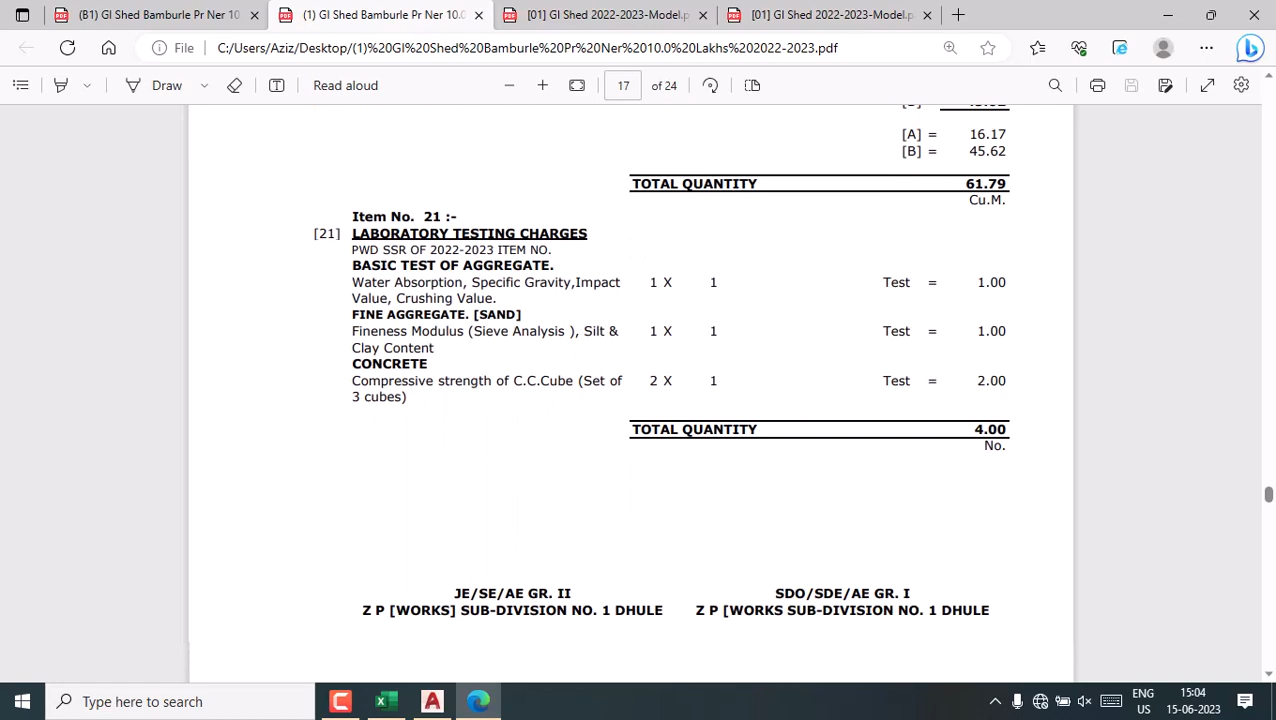 (B1) GI Shed Bamburle Pr Ner 10
(1) GI Shed Bamburle Pr Ner 10.0
[01] GI Shed 2022-2023-Model.p
[01] GI Shed 2022-2023-Model.p
File C:/Users/Aziz/Desktop/(1)%20GI%20Shed%20Bamburle%20Pr%20Ner%2010.0%20Lakhs%202022-2023.pdf
Draw Read aloud 17 of 24
[A] = 16.17
[B] = 45.62
TOTAL QUANTITY 61.79
Cu.M.
Item No. 21 :-
[21] LABORATORY TESTING CHARGES
PWD SSR OF 2022-2023 ITEM NO.
BASIC TEST OF AGGREGATE.
Water Absorption, Specific Gravity,Impact 1 X 1 Test = 1.00
Value, Crushing Value.
FINE AGGREGATE. [SAND]
Fineness Modulus (Sieve Analysis ), Silt & 1 X 1 Test = 1.00
Clay Content
CONCRETE
Compressive strength of C.C.Cube (Set of 2 X 1 Test = 2.00
3 cubes)
TOTAL QUANTITY 4.00
No.
JE/SE/AE GR. II SDO/SDE/AE GR. I
Z P [WORKS] SUB-DIVISION NO. 1 DHULE Z P [WORKS SUB-DIVISION NO. 1 DHULE
Type here to search
ENG 15:04
US 15-06-2023